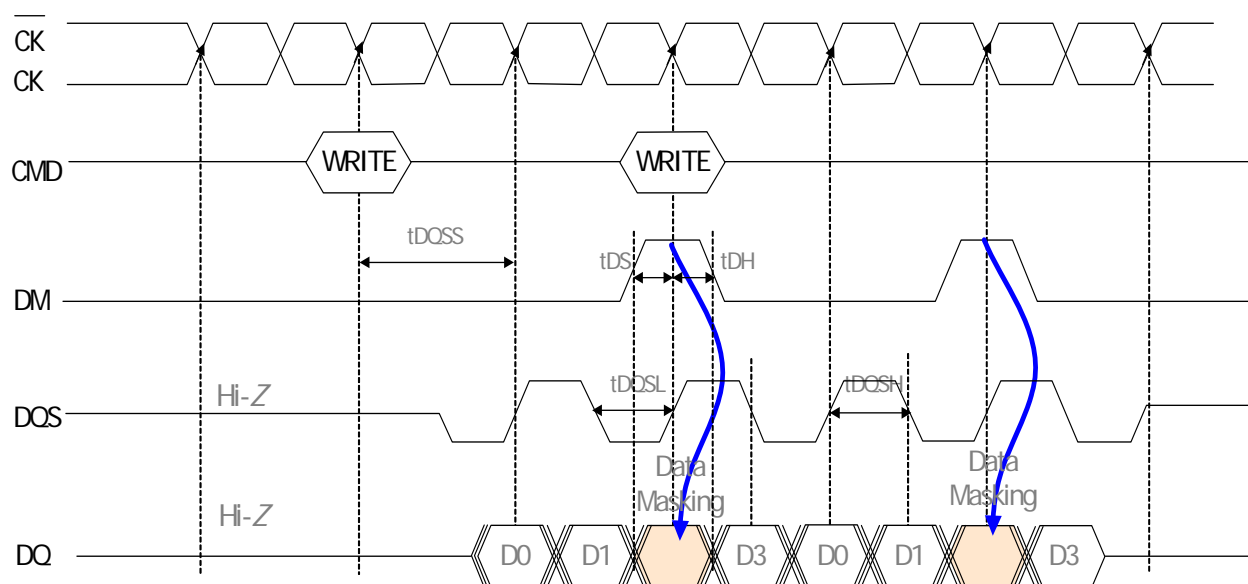 CK
CK
CMD
WRITE
WRITE
tDQSS
tDS
tDH
DM
Hi-Z
tDQSL
tDQSH
DQS
Data
Masking
Data
Masking
Hi-Z
DQ
D0
D1
D3
D0
D1
D3